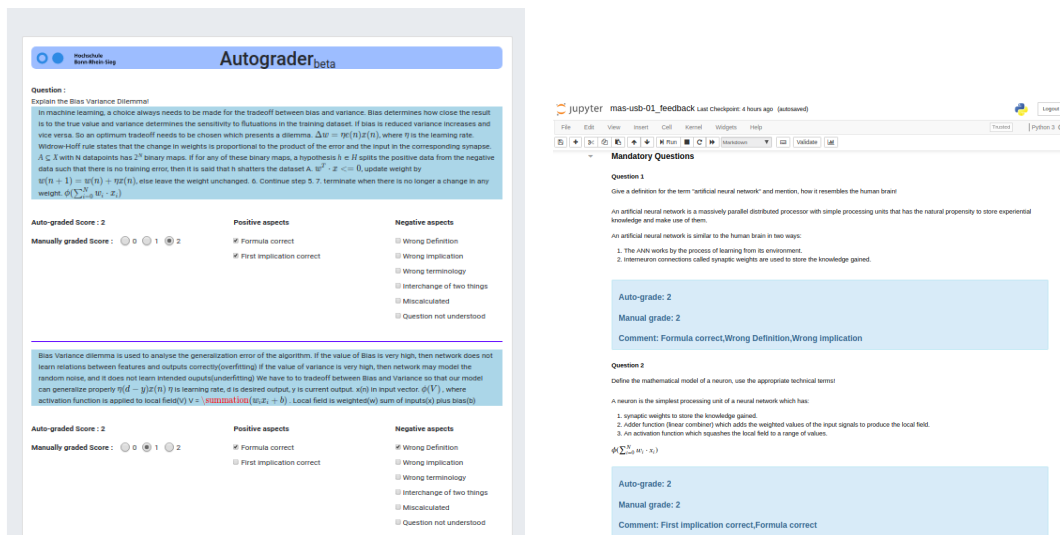 Hochschule
Bonn-Rhein-Sieg
Autograder beta
Question :
Explain the Bias Variance Dilemma!
In machine learning, a choice always needs to be made for the tradeoff between bias and variance. Bias determines how close the result
is to the true value and variance determines the sensitivity to flutuations in the training dataset. If bias is reduced variance increases and
vice versa. So an optimum tradeoff needs to be chosen which presents a dilemma. Δw = ηe(n)x(n), where η is the learning rate.
Widrow-Hoff rule states that the change in weights is proportional to the product of the error and the input in the corresponding synapse.
A ⊆ X with N datapoints has 2^N binary maps. If for any of these binary maps, a hypothesis h ∈ H splits the positive data from the negative
data such that there is no training error, then it is said that h shatters the dataset A. w^T · x <= 0, update weight by
w(n + 1) = w(n) + ηx(n), else leave the weight unchanged. 6. Continue step 5. 7. terminate when there is no longer a change in any
weight. ϕ(∑_{i=0}^N w_i · x_i)
Auto-graded Score : 2
Positive aspects
Negative aspects
Manually graded Score : 0 1 2
Formula correct
Wrong Definition
First implication correct
Wrong implication
Wrong terminology
Interchange of two things
Miscalculated
Question not understood
Bias Variance dilemma is used to analyse the generalization error of the algorithm. If the value of Bias is very high, then network does not
learn relations between features and outputs correctly(overfitting) If the value of variance is very high, then network may model the
random noise, and it does not learn intended ouputs(underfitting) We have to to tradeoff between Bias and Variance so that our model
can generalize properly η(d − y)x(n) η is learning rate, d is desired output, y is current output. x(n) in input vector. ϕ(V) , where
activation function is applied to local field(V) V = \summation(w_i x_i + b) . Local field is weighted(w) sum of inputs(x) plus bias(b)
Auto-graded Score : 2
Positive aspects
Negative aspects
Manually graded Score : 0 1 2
Formula correct
Wrong Definition
First implication correct
Wrong implication
Wrong terminology
Interchange of two things
Miscalculated
Question not understood
jupyter mas-usb-01_feedback Last Checkpoint: 4 hours ago (autosaved)
Logout
File Edit View Insert Cell Kernel Widgets Help
Trusted Python 3
Run Markdown Validate
Mandatory Questions
Question 1
Give a definition for the term "artificial neural network" and mention, how it resembles the human brain!
An artificial neural network is a massively parallel distributed processor with simple processing units that has the natural propensity to store experiential
knowledge and make use of them.
An artificial neural network is similar to the human brain in two ways:
1. The ANN works by the process of learning from its environment.
2. Interneuron connections called synaptic weights are used to store the knowledge gained.
Auto-grade: 2
Manual grade: 2
Comment: Formula correct,Wrong Definition,Wrong implication
Question 2
Define the mathematical model of a neuron, use the appropriate technical terms!
A neuron is the simplest processing unit of a neural network which has:
1. synaptic weights to store the knowledge gained.
2. Adder function (linear combiner) which adds the weighted values of the input signals to produce the local field.
3. An activation function which squashes the local field to a range of values.
ϕ(∑_{i=0}^N w_i · x_i)
Auto-grade: 2
Manual grade: 2
Comment: First implication correct,Formula correct